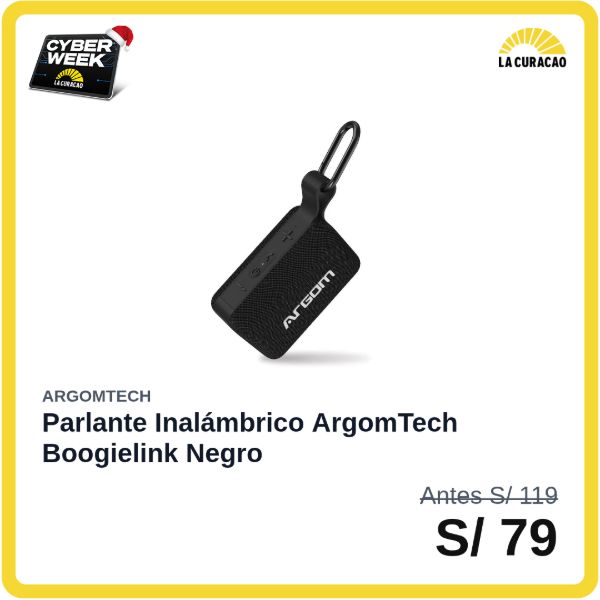 CYBER
WEEK
LA CURACAO
LA CURACAO
ARGOM
ARGOMTECH
Parlante Inalámbrico ArgomTech
Boogielink Negro
Antes S/ 119
S/ 79